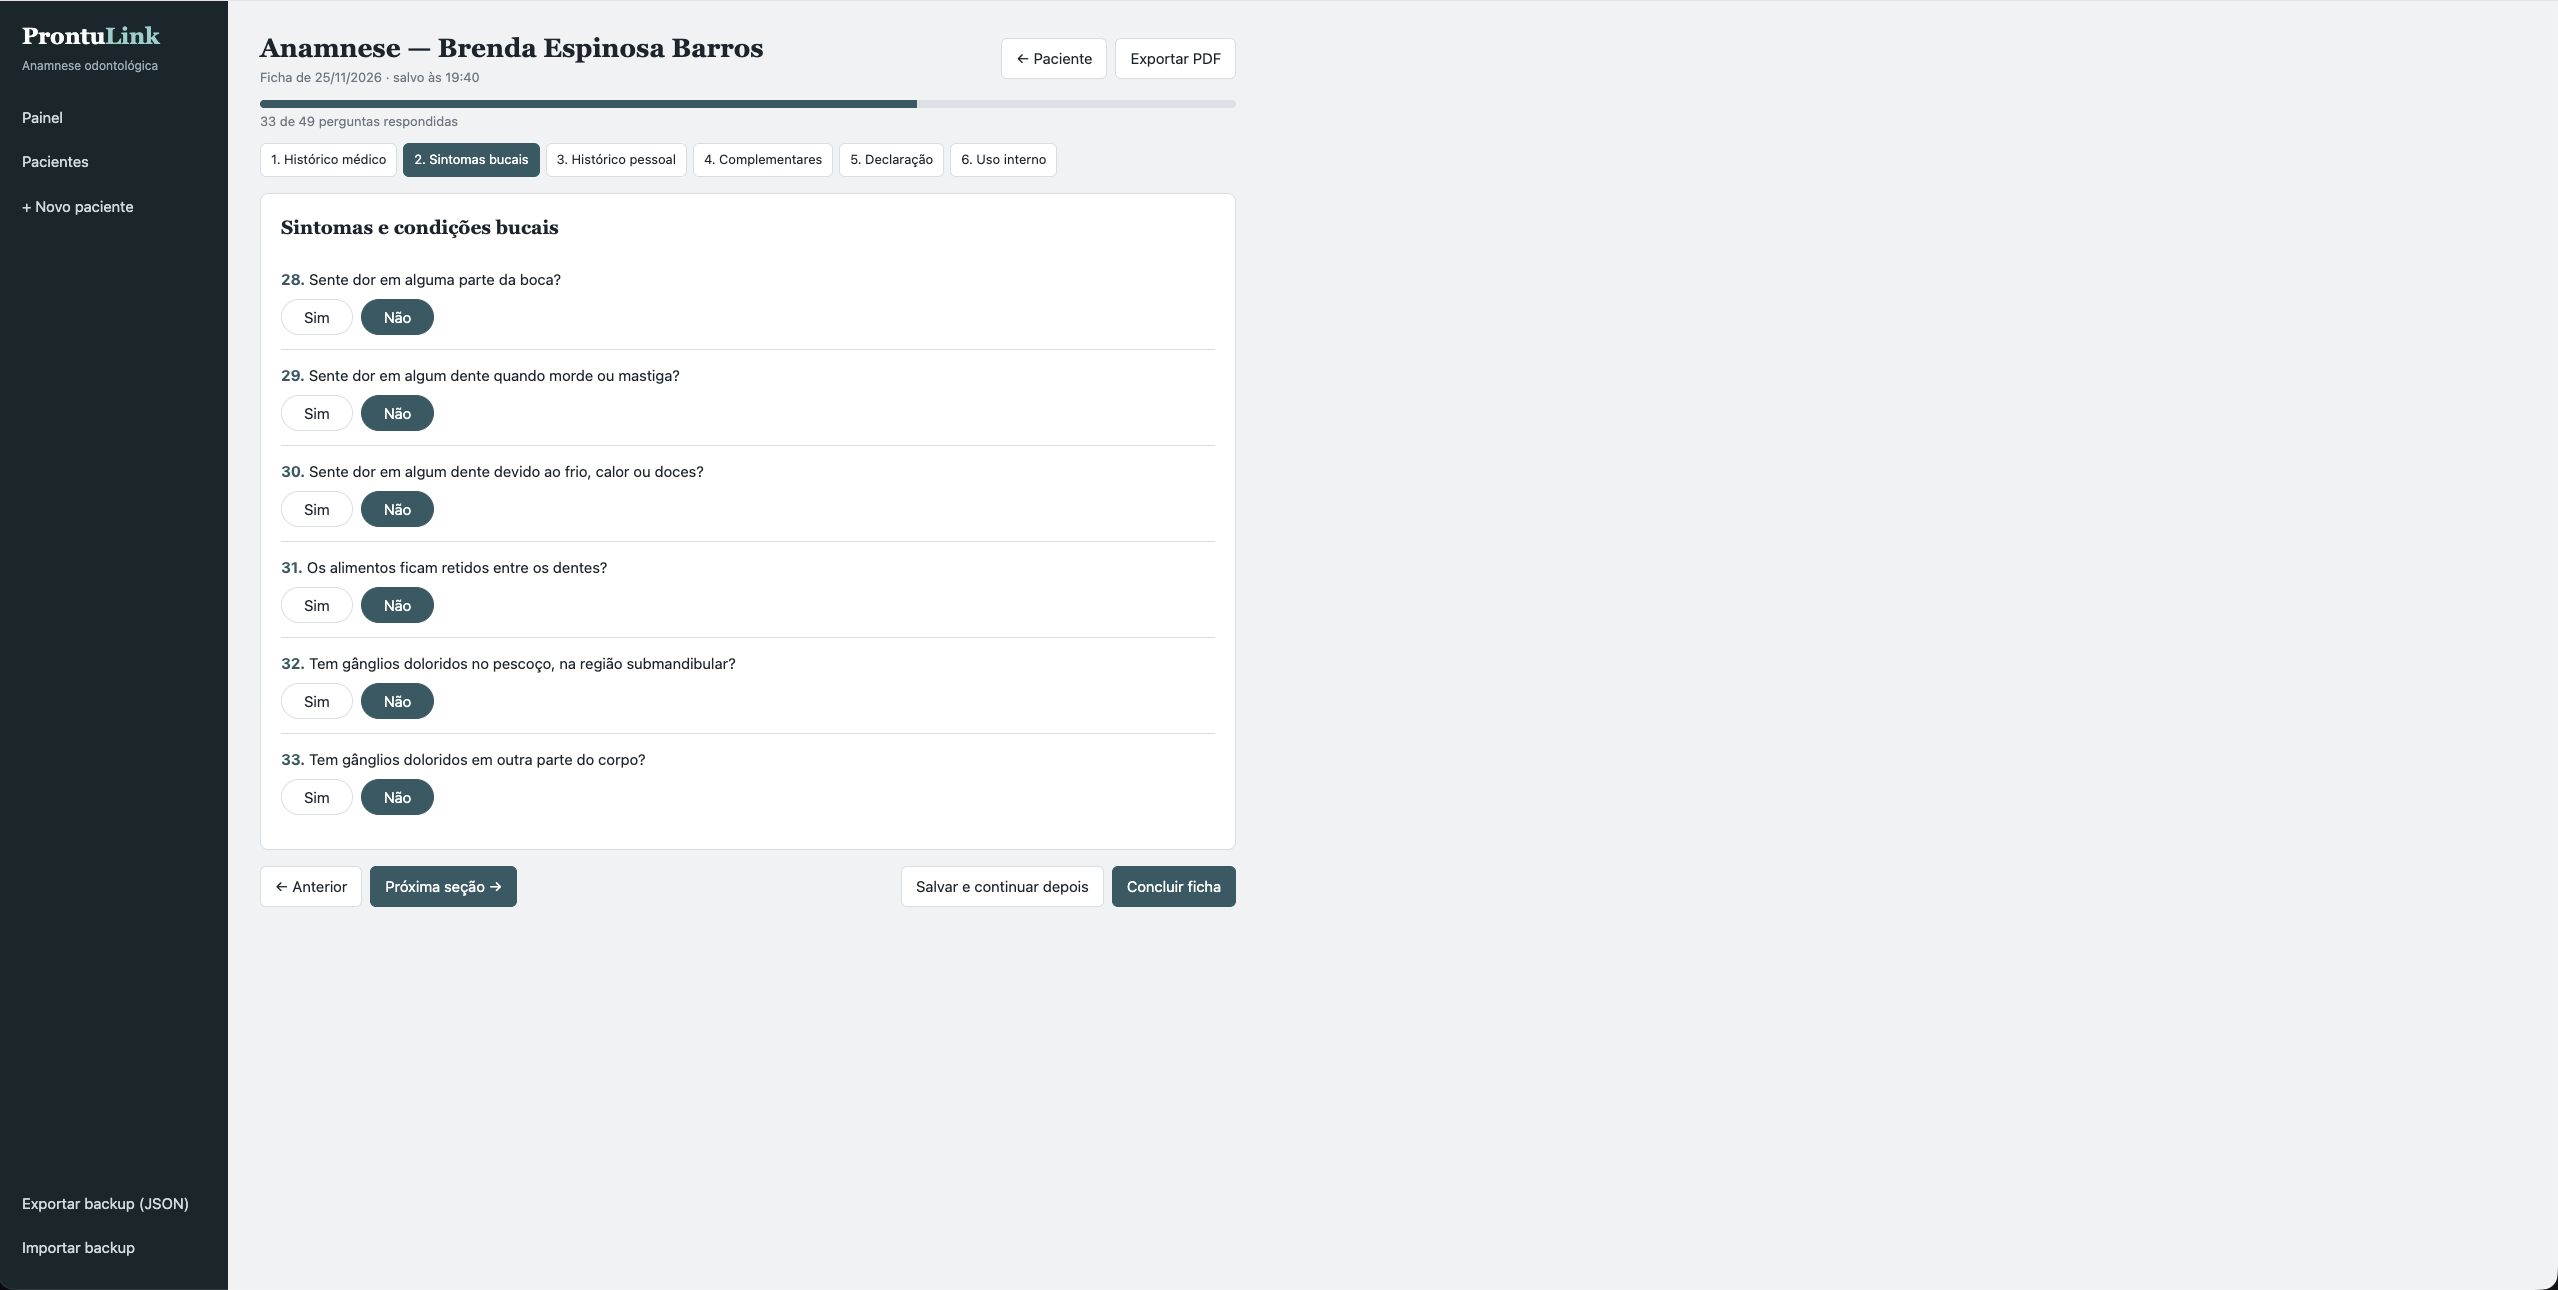 ProntuLink
Anamnese odontológica
Painel
Pacientes
+ Novo paciente
Exportar backup (JSON)
Importar backup
Anamnese — Brenda Espinosa Barros
Ficha de 25/11/2026 · salvo às 19:40
← Paciente
Exportar PDF
33 de 49 perguntas respondidas
1. Histórico médico
2. Sintomas bucais
3. Histórico pessoal
4. Complementares
5. Declaração
6. Uso interno
Sintomas e condições bucais
28. Sente dor em alguma parte da boca?
Sim
Não
29. Sente dor em algum dente quando morde ou mastiga?
Sim
Não
30. Sente dor em algum dente devido ao frio, calor ou doces?
Sim
Não
31. Os alimentos ficam retidos entre os dentes?
Sim
Não
32. Tem gânglios doloridos no pescoço, na região submandibular?
Sim
Não
33. Tem gânglios doloridos em outra parte do corpo?
Sim
Não
← Anterior
Próxima seção →
Salvar e continuar depois
Concluir ficha